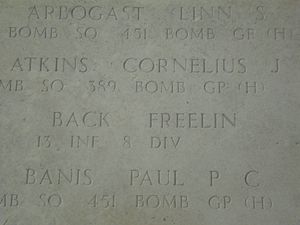 ARBOGAST LINN S
BOMB SQ 451 BOMB GP (H)
ATKINS CORNELIUS J
MB SQ 389 BOMB GP (H)
BACK FREELIN
13 INF 8 DIV
BANIS PAUL P C
MB SQ 451 BOMB GP (H)